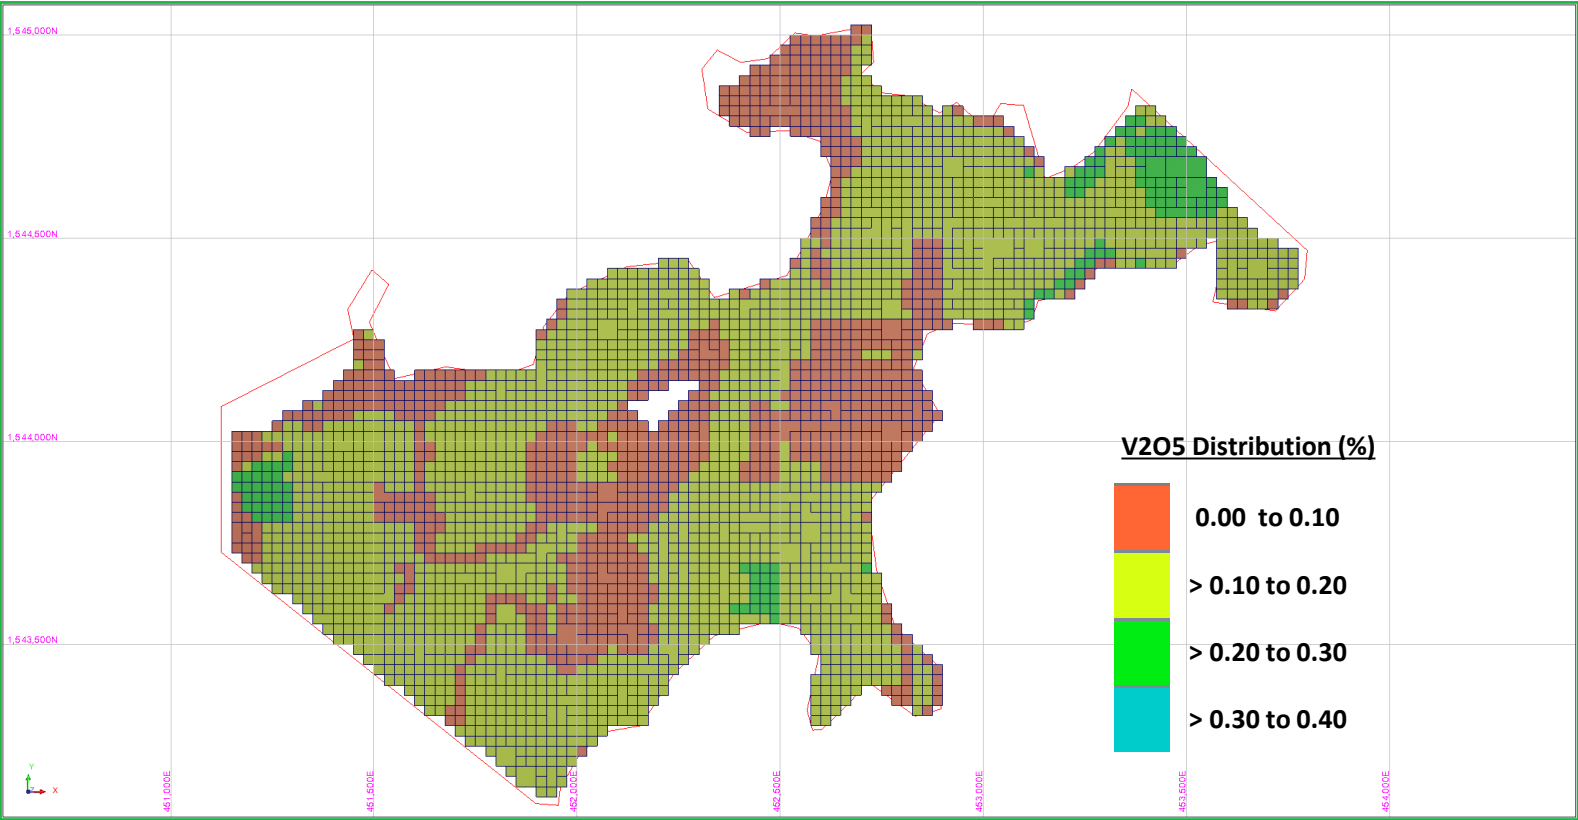 1,545,000N
1,544,500N
1,544,000N
1,543,500N
V2O5 Distribution (%)
0.00 to 0.10
> 0.10 to 0.20
> 0.20 to 0.30
> 0.30 to 0.40
451,000E
451,500E
452,000E
452,500E
453,000E
453,500E
454,000E
Y
X